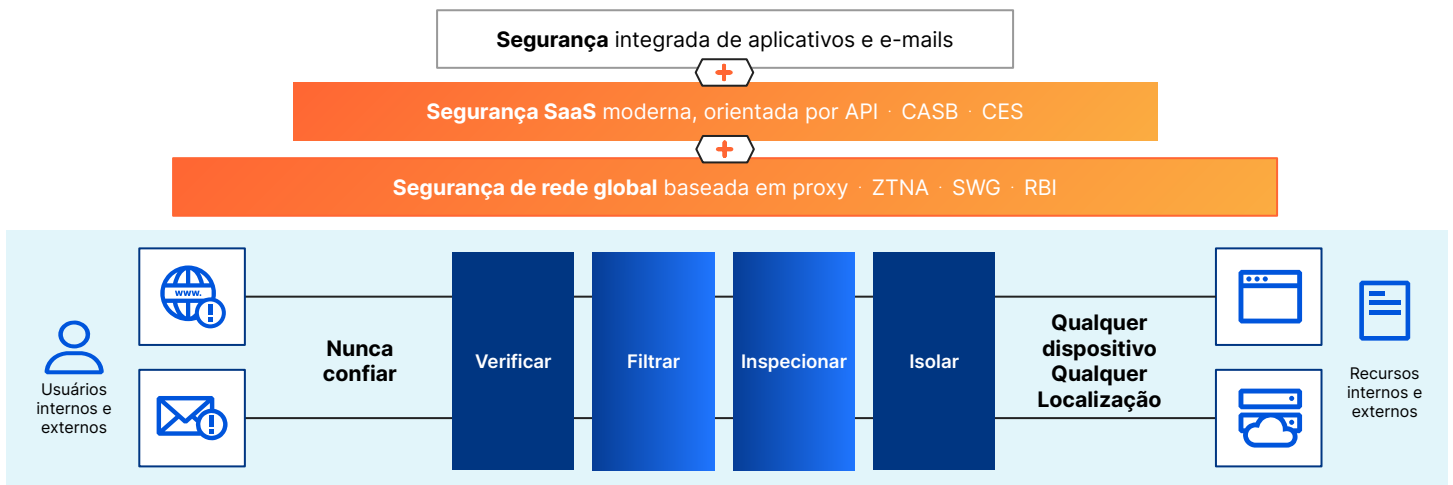 Segurança integrada de aplicativos e e-mails
Segurança SaaS moderna, orientada por API · CASB · CES
Segurança de rede global baseada em proxy · ZTNA · SWG · RBI
www.
Usuários
internos e
externos
Nunca
confiar
Verificar
Filtrar
Inspecionar
Isolar
Qualquer
dispositivo
Qualquer
Localização
Recursos
internos e
externos